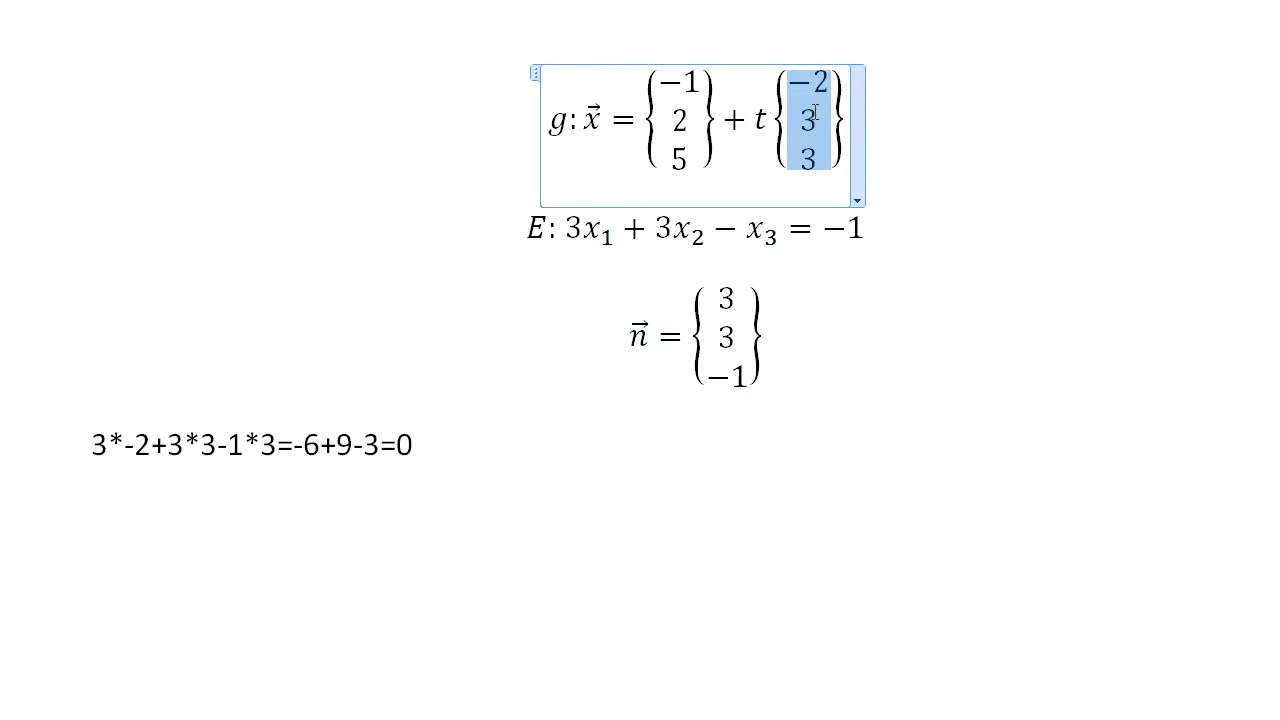 g: x⃗ = {−1 2 5} + t {−2 3 3}
E: 3x₁ + 3x₂ − x₃ = −1
n⃗ = {3 3 −1}
3*-2+3*3-1*3=-6+9-3=0